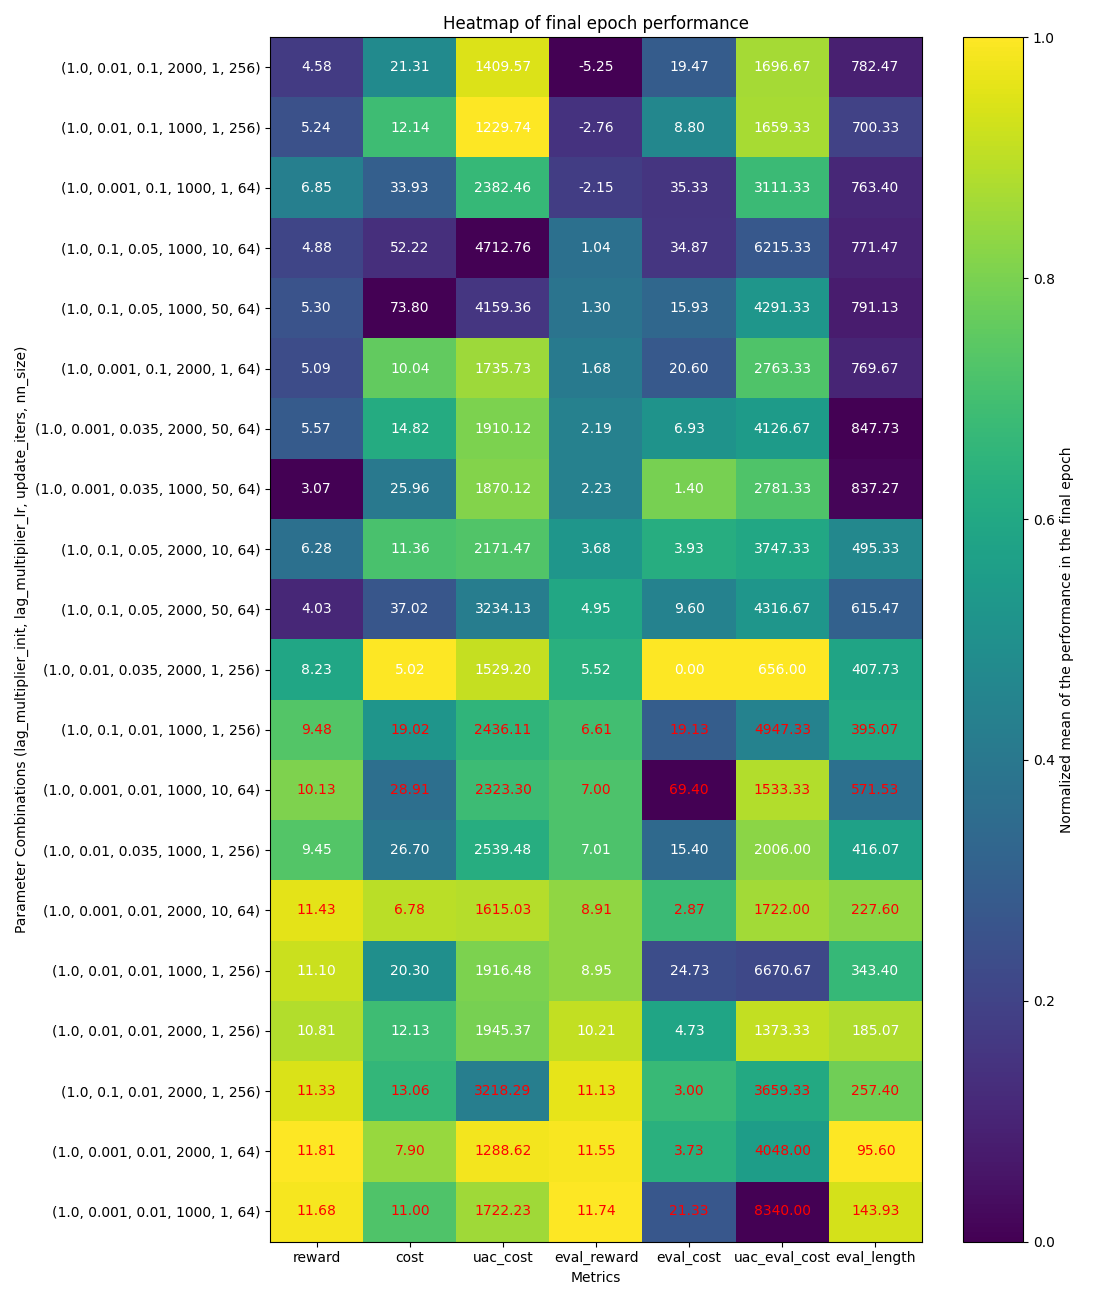 Heatmap of final epoch performance
(1.0, 0.01, 0.1, 2000, 1, 256) 4.58 21.31 1409.57 -5.25 19.47 1696.67 782.47
(1.0, 0.01, 0.1, 1000, 1, 256) 5.24 12.14 1229.74 -2.76 8.80 1659.33 700.33
(1.0, 0.001, 0.1, 1000, 1, 64) 6.85 33.93 2382.46 -2.15 35.33 3111.33 763.40
(1.0, 0.1, 0.05, 1000, 10, 64) 4.88 52.22 4712.76 1.04 34.87 6215.33 771.47
(1.0, 0.1, 0.05, 1000, 50, 64) 5.30 73.80 4159.36 1.30 15.93 4291.33 791.13
(1.0, 0.001, 0.1, 2000, 1, 64) 5.09 10.04 1735.73 1.68 20.60 2763.33 769.67
(1.0, 0.001, 0.035, 2000, 50, 64) 5.57 14.82 1910.12 2.19 6.93 4126.67 847.73
(1.0, 0.001, 0.035, 1000, 50, 64) 3.07 25.96 1870.12 2.23 1.40 2781.33 837.27
(1.0, 0.1, 0.05, 2000, 10, 64) 6.28 11.36 2171.47 3.68 3.93 3747.33 495.33
(1.0, 0.1, 0.05, 2000, 50, 64) 4.03 37.02 3234.13 4.95 9.60 4316.67 615.47
(1.0, 0.01, 0.035, 2000, 1, 256) 8.23 5.02 1529.20 5.52 0.00 656.00 407.73
(1.0, 0.1, 0.01, 1000, 1, 256) 9.48 19.02 2436.11 6.61 19.13 4947.33 395.07
(1.0, 0.001, 0.01, 1000, 10, 64) 10.13 28.91 2323.30 7.00 69.40 1533.33 571.53
(1.0, 0.01, 0.035, 1000, 1, 256) 9.45 26.70 2539.48 7.01 15.40 2006.00 416.07
(1.0, 0.001, 0.01, 2000, 10, 64) 11.43 6.78 1615.03 8.91 2.87 1722.00 227.60
(1.0, 0.01, 0.01, 1000, 1, 256) 11.10 20.30 1916.48 8.95 24.73 6670.67 343.40
(1.0, 0.01, 0.01, 2000, 1, 256) 10.81 12.13 1945.37 10.21 4.73 1373.33 185.07
(1.0, 0.1, 0.01, 2000, 1, 256) 11.33 13.06 3218.29 11.13 3.00 3659.33 257.40
(1.0, 0.001, 0.01, 2000, 1, 64) 11.81 7.90 1288.62 11.55 3.73 4048.00 95.60
(1.0, 0.001, 0.01, 1000, 1, 64) 11.68 11.00 1722.23 11.74 21.33 8340.00 143.93
reward cost uac_cost eval_reward eval_cost uac_eval_cost eval_length
Metrics
Parameter Combinations (lag_multiplier_init, lag_multiplier_lr, update_iters, nn_size)
1.0
0.8
0.6
0.4
0.2
0.0
Normalized mean of the performance in the final epoch